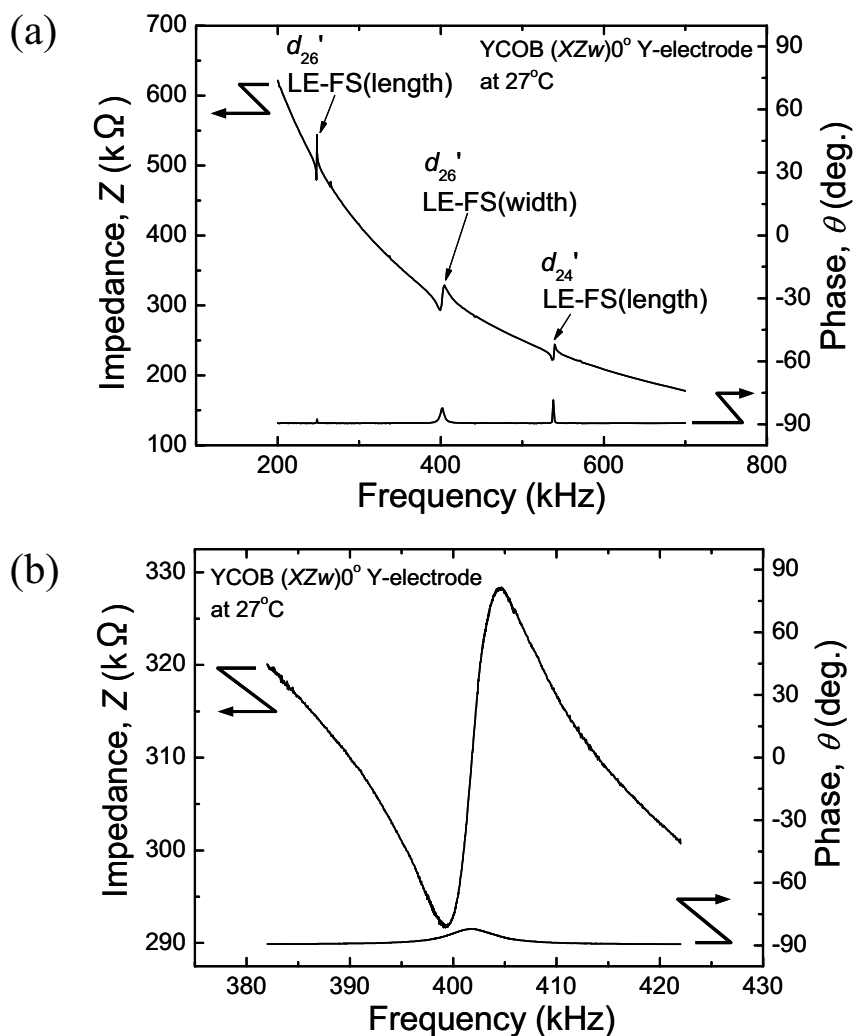 (a)
700
600
500
400
300
200
100
Impedance, Z (kΩ)
d26'
LE-FS(length)
YCOB (XZw)0° Y-electrode
at 27°C
d26'
LE-FS(width)
d24'
LE-FS(length)
90
60
30
0
-30
-60
-90
Phase, θ (deg.)
200 400 600 800
Frequency (kHz)
(b)
330
320
310
300
290
Impedance, Z (kΩ)
YCOB (XZw)0° Y-electrode
at 27°C
90
60
30
0
-30
-60
-90
Phase, θ (deg.)
380 390 400 410 420 430
Frequency (kHz)